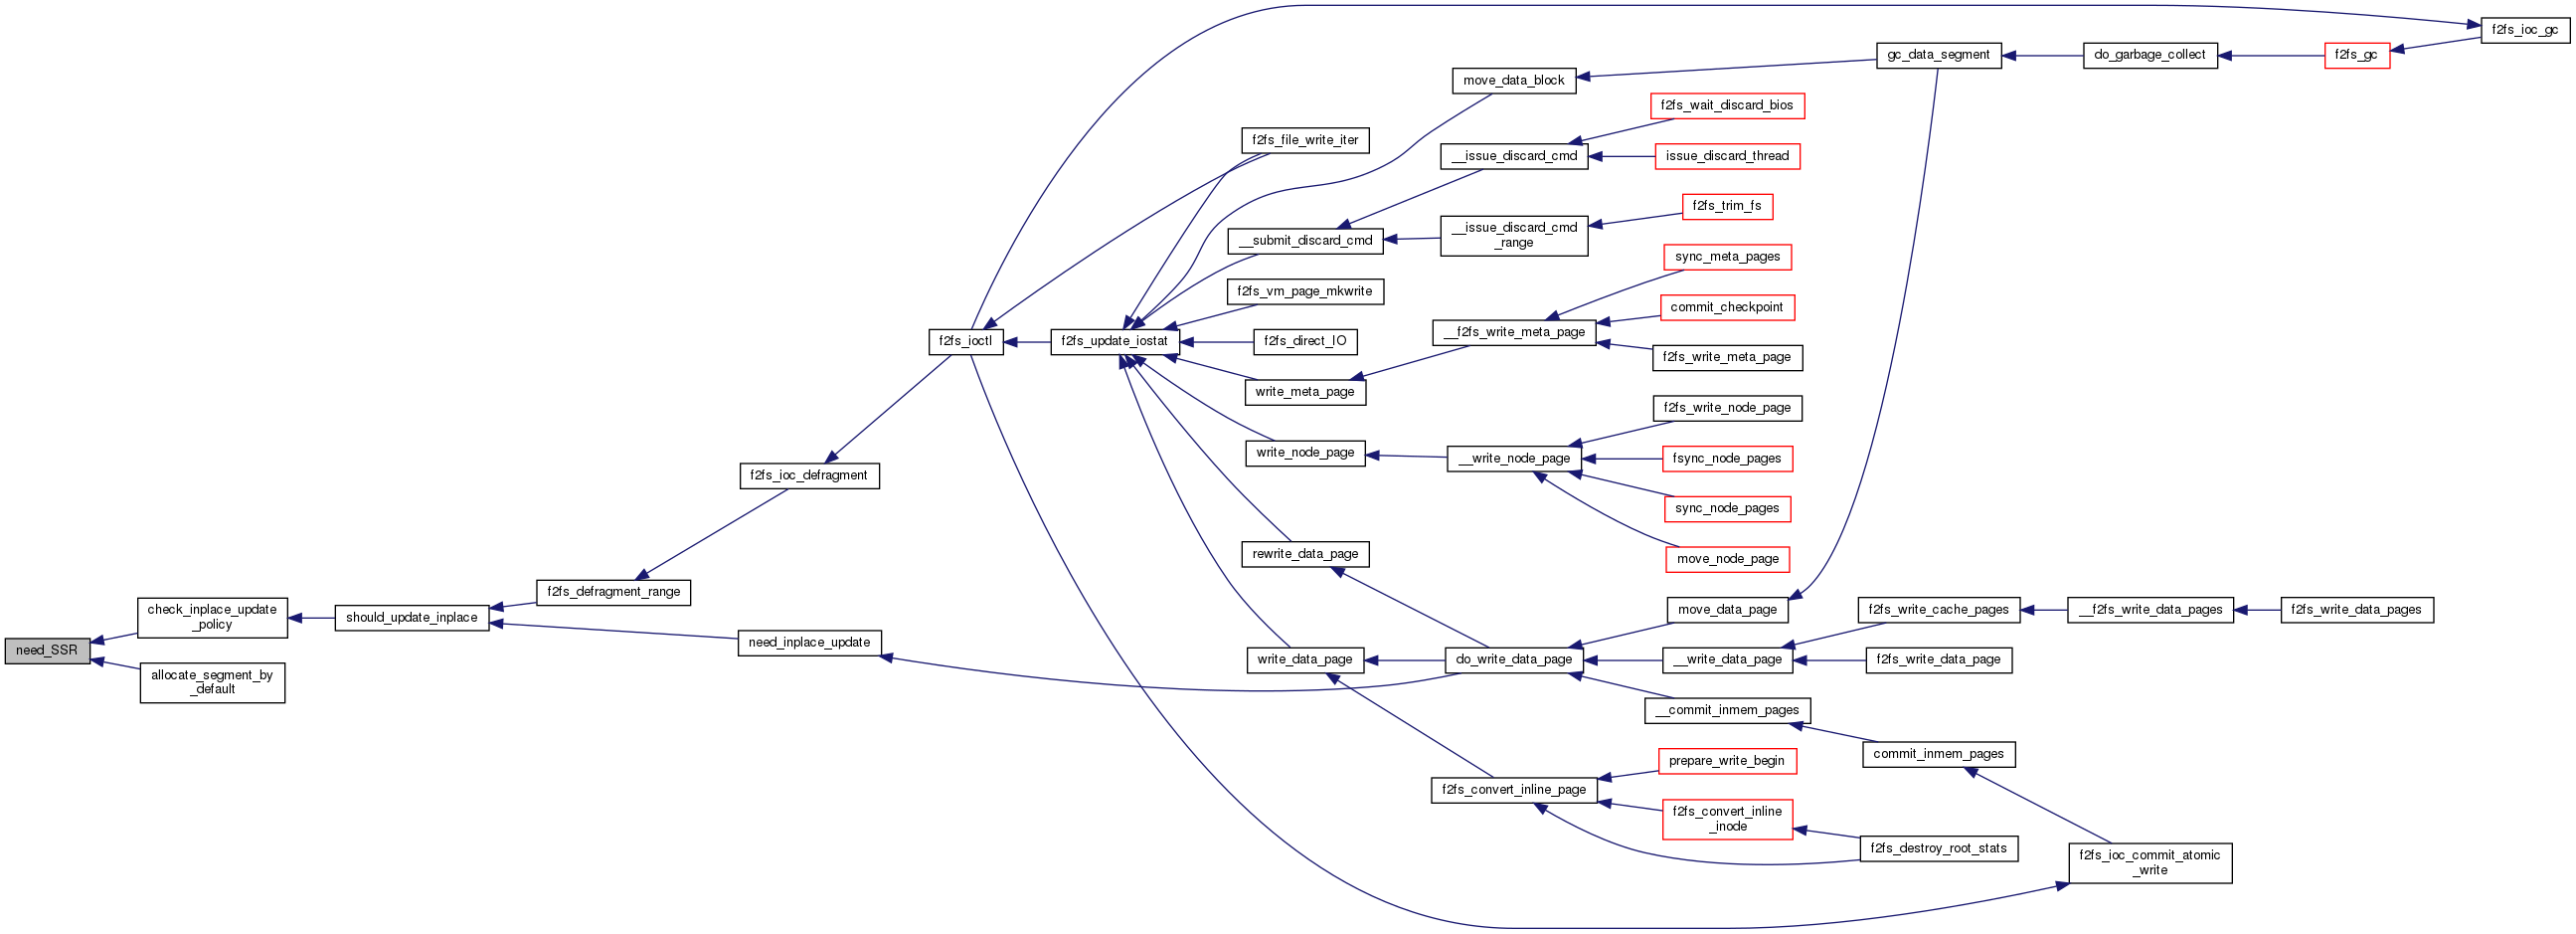 need_SSR
check_inplace_update
_policy
allocate_segment_by
_default
should_update_inplace
f2fs_defragment_range
need_inplace_update
f2fs_ioc_defragment
f2fs_ioctl
f2fs_update_iostat
f2fs_file_write_iter
__submit_discard_cmd
f2fs_vm_page_mkwrite
f2fs_direct_IO
write_meta_page
write_node_page
rewrite_data_page
write_data_page
move_data_block
__issue_discard_cmd
__issue_discard_cmd
_range
__f2fs_write_meta_page
__write_node_page
do_write_data_page
f2fs_convert_inline_page
f2fs_wait_discard_bios
issue_discard_thread
f2fs_trim_fs
sync_meta_pages
commit_checkpoint
f2fs_write_meta_page
f2fs_write_node_page
fsync_node_pages
sync_node_pages
move_node_page
move_data_page
__write_data_page
__commit_inmem_pages
prepare_write_begin
f2fs_convert_inline
_inode
gc_data_segment
f2fs_write_cache_pages
f2fs_write_data_page
commit_inmem_pages
f2fs_destroy_root_stats
do_garbage_collect
__f2fs_write_data_pages
f2fs_ioc_commit_atomic
_write
f2fs_gc
f2fs_write_data_pages
f2fs_ioc_gc